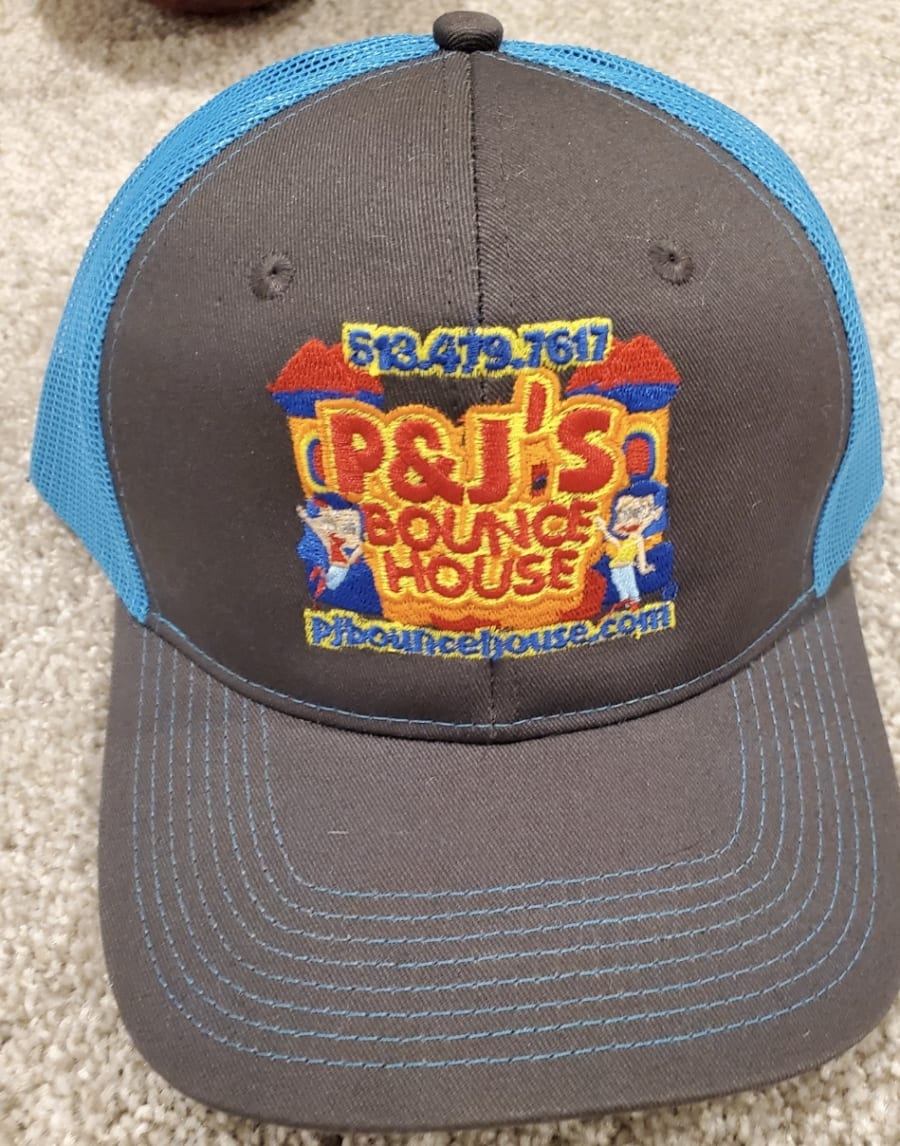 513.479.7617
P&J'S
BOUNCE
HOUSE
pjbouncehouse.com